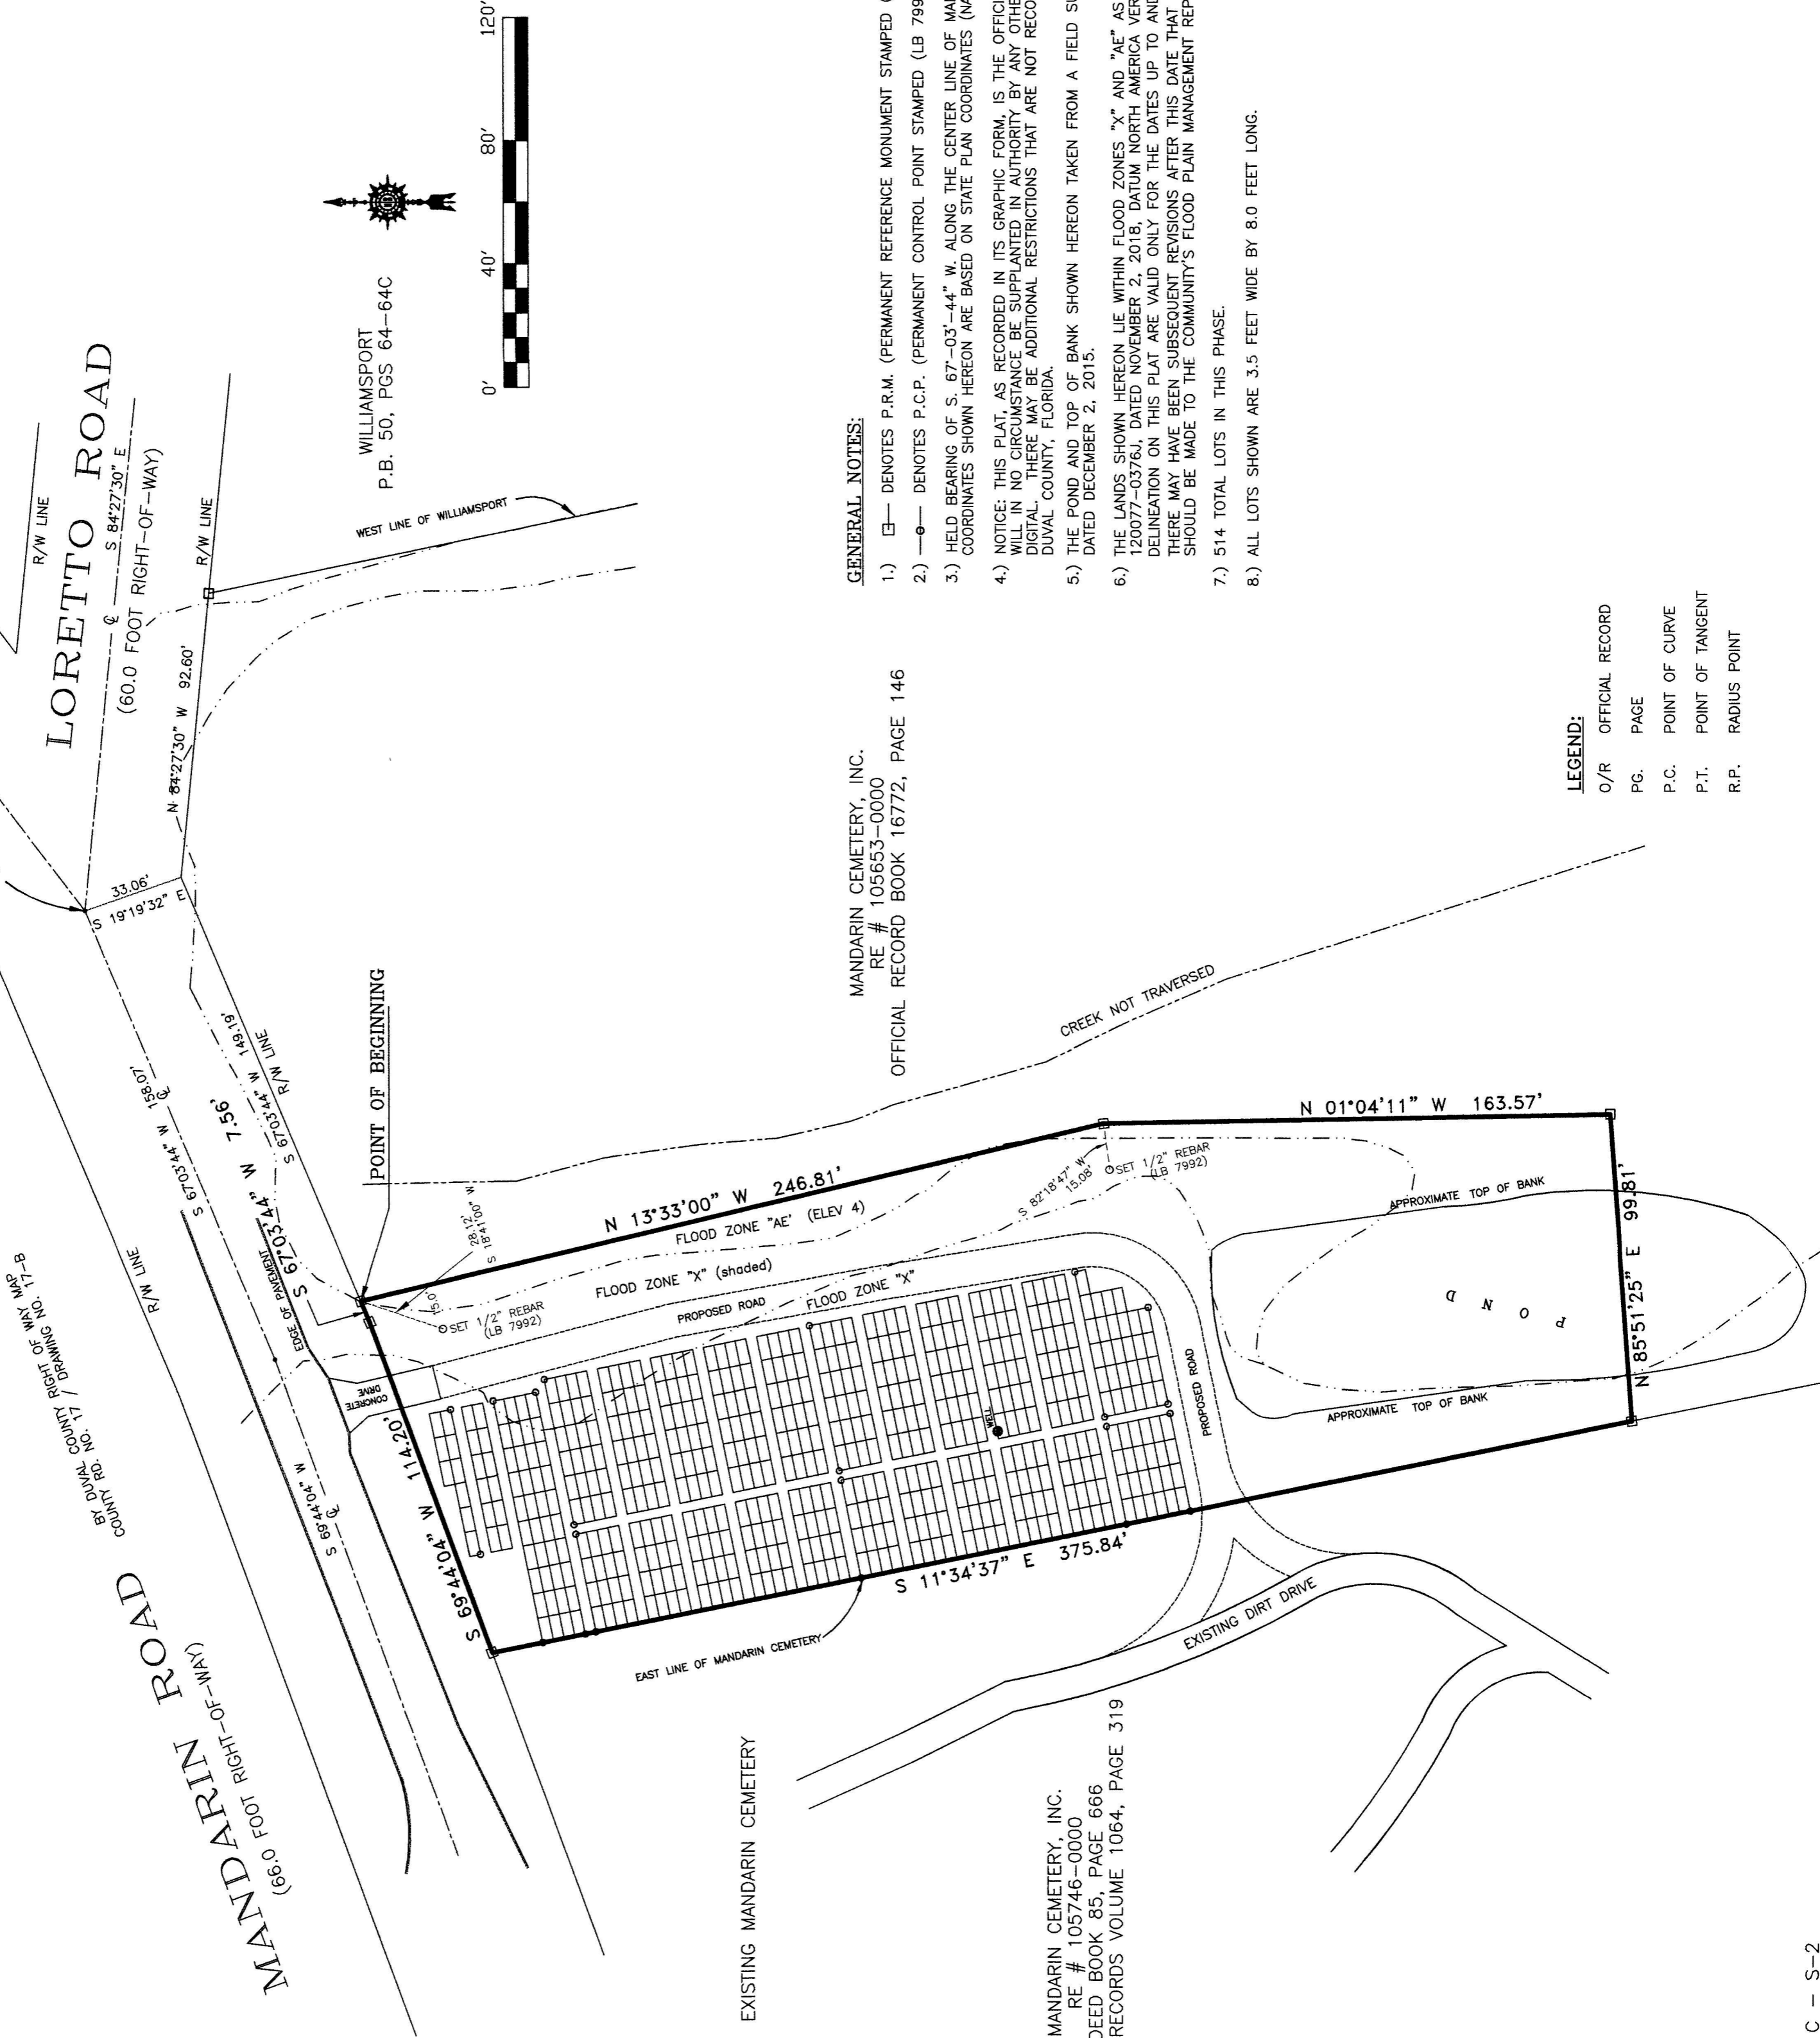 LORETTO ROAD
R/W LINE
℄ S 84°27'30" E
(60.0 FOOT RIGHT-OF-WAY)
R/W LINE
N 84°27'30" W 92.60'
33.06'
S 19°19'32" E
WEST LINE OF WILLIAMSPORT
WILLIAMSPORT
P.B. 50, PGS 64-64C
0' 40' 80' 120'
MANDARIN ROAD
(66.0 FOOT RIGHT-OF-WAY)
BY DUVAL COUNTY RIGHT OF WAY MAP
COUNTY RD. NO. 17 / DRAWING NO. 17-B
R/W LINE
S 67°03'44" W 158.07'
℄
S 67°03'44" W 7.56'
S 67°03'44" W 149.19'
R/W LINE
EDGE OF PAVEMENT
S 69°44'04" W
℄
CONCRETE
DRIVE
POINT OF BEGINNING
S 69°44'04" W 114.20'
15.0'
28.12'
S 18°41'00" W
SET 1/2" REBAR
(LB 7992)
N 13°33'00" W 246.81'
FLOOD ZONE "AE' (ELEV 4)
FLOOD ZONE "X" (shaded)
PROPOSED ROAD
FLOOD ZONE "X"
S 82°18'47" W
15.08'
SET 1/2" REBAR
(LB 7992)
WELL
CREEK NOT TRAVERSED
N 01°04'11" W 163.57'
APPROXIMATE TOP OF BANK
POND
APPROXIMATE TOP OF BANK
N 85°51'25" E 99.81'
PROPOSED ROAD
S 11°34'37" E 375.84'
EAST LINE OF MANDARIN CEMETERY
EXISTING DIRT DRIVE
EXISTING MANDARIN CEMETERY
MANDARIN CEMETERY, INC.
RE # 105746-0000
DEED BOOK 85, PAGE 666
RECORDS VOLUME 1064, PAGE 319
MANDARIN CEMETERY, INC.
RE # 105653-0000
OFFICIAL RECORD BOOK 16772, PAGE 146
GENERAL NOTES:
1.) DENOTES P.R.M. (PERMANENT REFERENCE MONUMENT STAMPED (
2.) DENOTES P.C.P. (PERMANENT CONTROL POINT STAMPED (LB 799
3.) HELD BEARING OF S. 67°-03'-44" W. ALONG THE CENTER LINE OF MA
COORDINATES SHOWN HEREON ARE BASED ON STATE PLAN COORDINATES (NA
4.) NOTICE: THIS PLAT, AS RECORDED IN ITS GRAPHIC FORM, IS THE OFFICI
WILL IN NO CIRCUMSTANCE BE SUPPLANTED IN AUTHORITY BY ANY OTHE
DIGITAL. THERE MAY BE ADDITIONAL RESTRICTIONS THAT ARE NOT RECO
DUVAL COUNTY, FLORIDA.
5.) THE POND AND TOP OF BANK SHOWN HEREON TAKEN FROM A FIELD SU
DATED DECEMBER 2, 2015.
6.) THE LANDS SHOWN HEREON LIE WITHIN FLOOD ZONES "X" AND "AE" AS
120077-0376J, DATED NOVEMBER 2, 2018, DATUM NORTH AMERICA VER
DELINEATION ON THIS PLAT ARE VALID ONLY FOR THE DATES UP TO AND
THERE MAY HAVE BEEN SUBSEQUENT REVISIONS AFTER THIS DATE THAT
SHOULD BE MADE TO THE COMMUNITY'S FLOOD PLAIN MANAGEMENT REP
7.) 514 TOTAL LOTS IN THIS PHASE.
8.) ALL LOTS SHOWN ARE 3.5 FEET WIDE BY 8.0 FEET LONG.
LEGEND:
O/R OFFICIAL RECORD
PG. PAGE
P.C. POINT OF CURVE
P.T. POINT OF TANGENT
R.P. RADIUS POINT
C - S-2